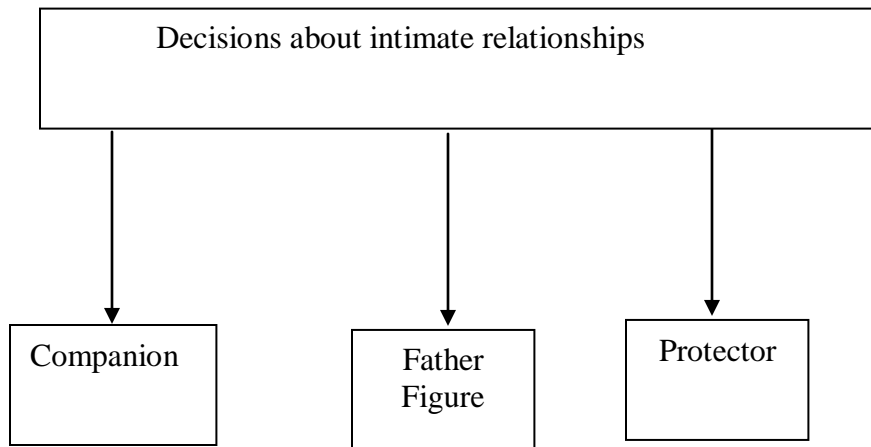 Decisions about intimate relationships
Companion
Father
Figure
Protector